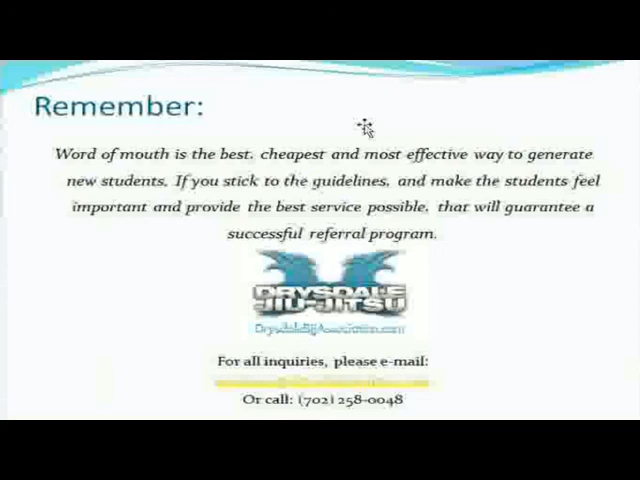 Remember:
Word of mouth is the best, cheapest and most effective way to generate
new students. If you stick to the guidelines, and make the students feel
important and provide the best service possible, that will guarantee a
successful referral program.
DRYSDALE
JIU-JITSU
DrysdaleBjjAssociation.com
For all inquiries, please e-mail:
Or call: (702) 258-0048